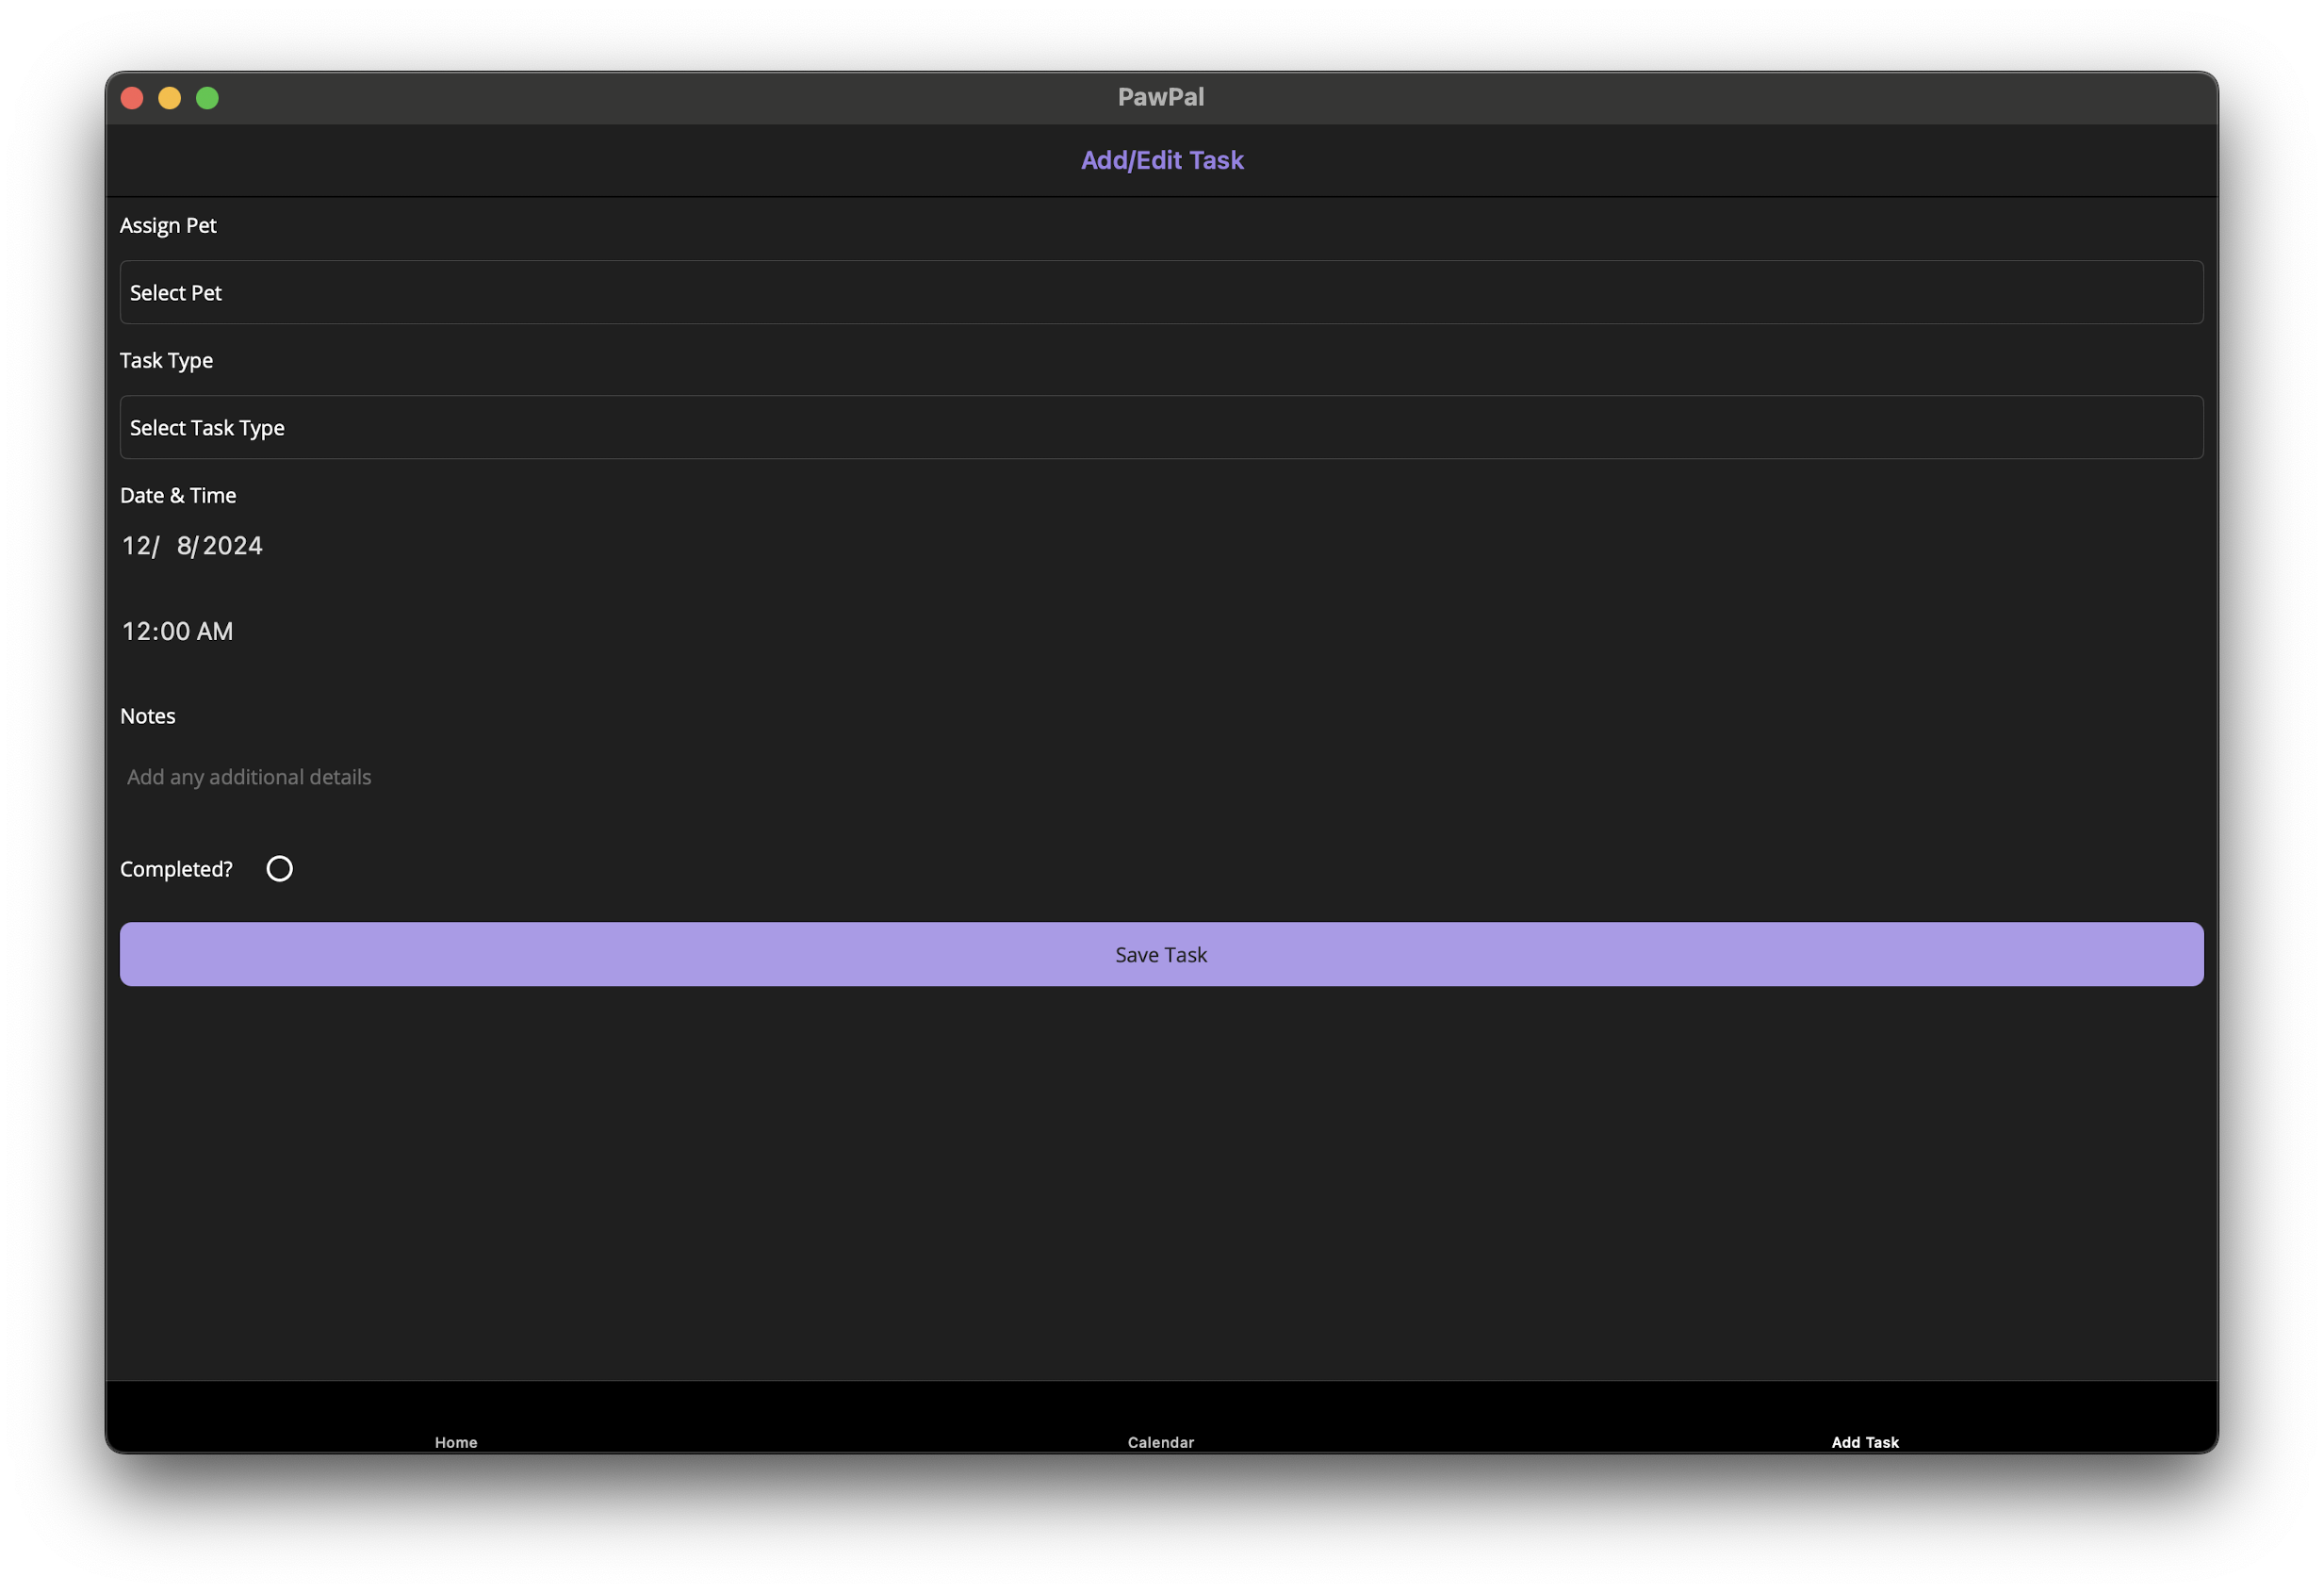 PawPal
Add/Edit Task
Assign Pet
Select Pet
Task Type
Select Task Type
Date & Time
12/ 8/2024
12:00 AM
Notes
Add any additional details
Completed?
Save Task
Home Calendar Add Task